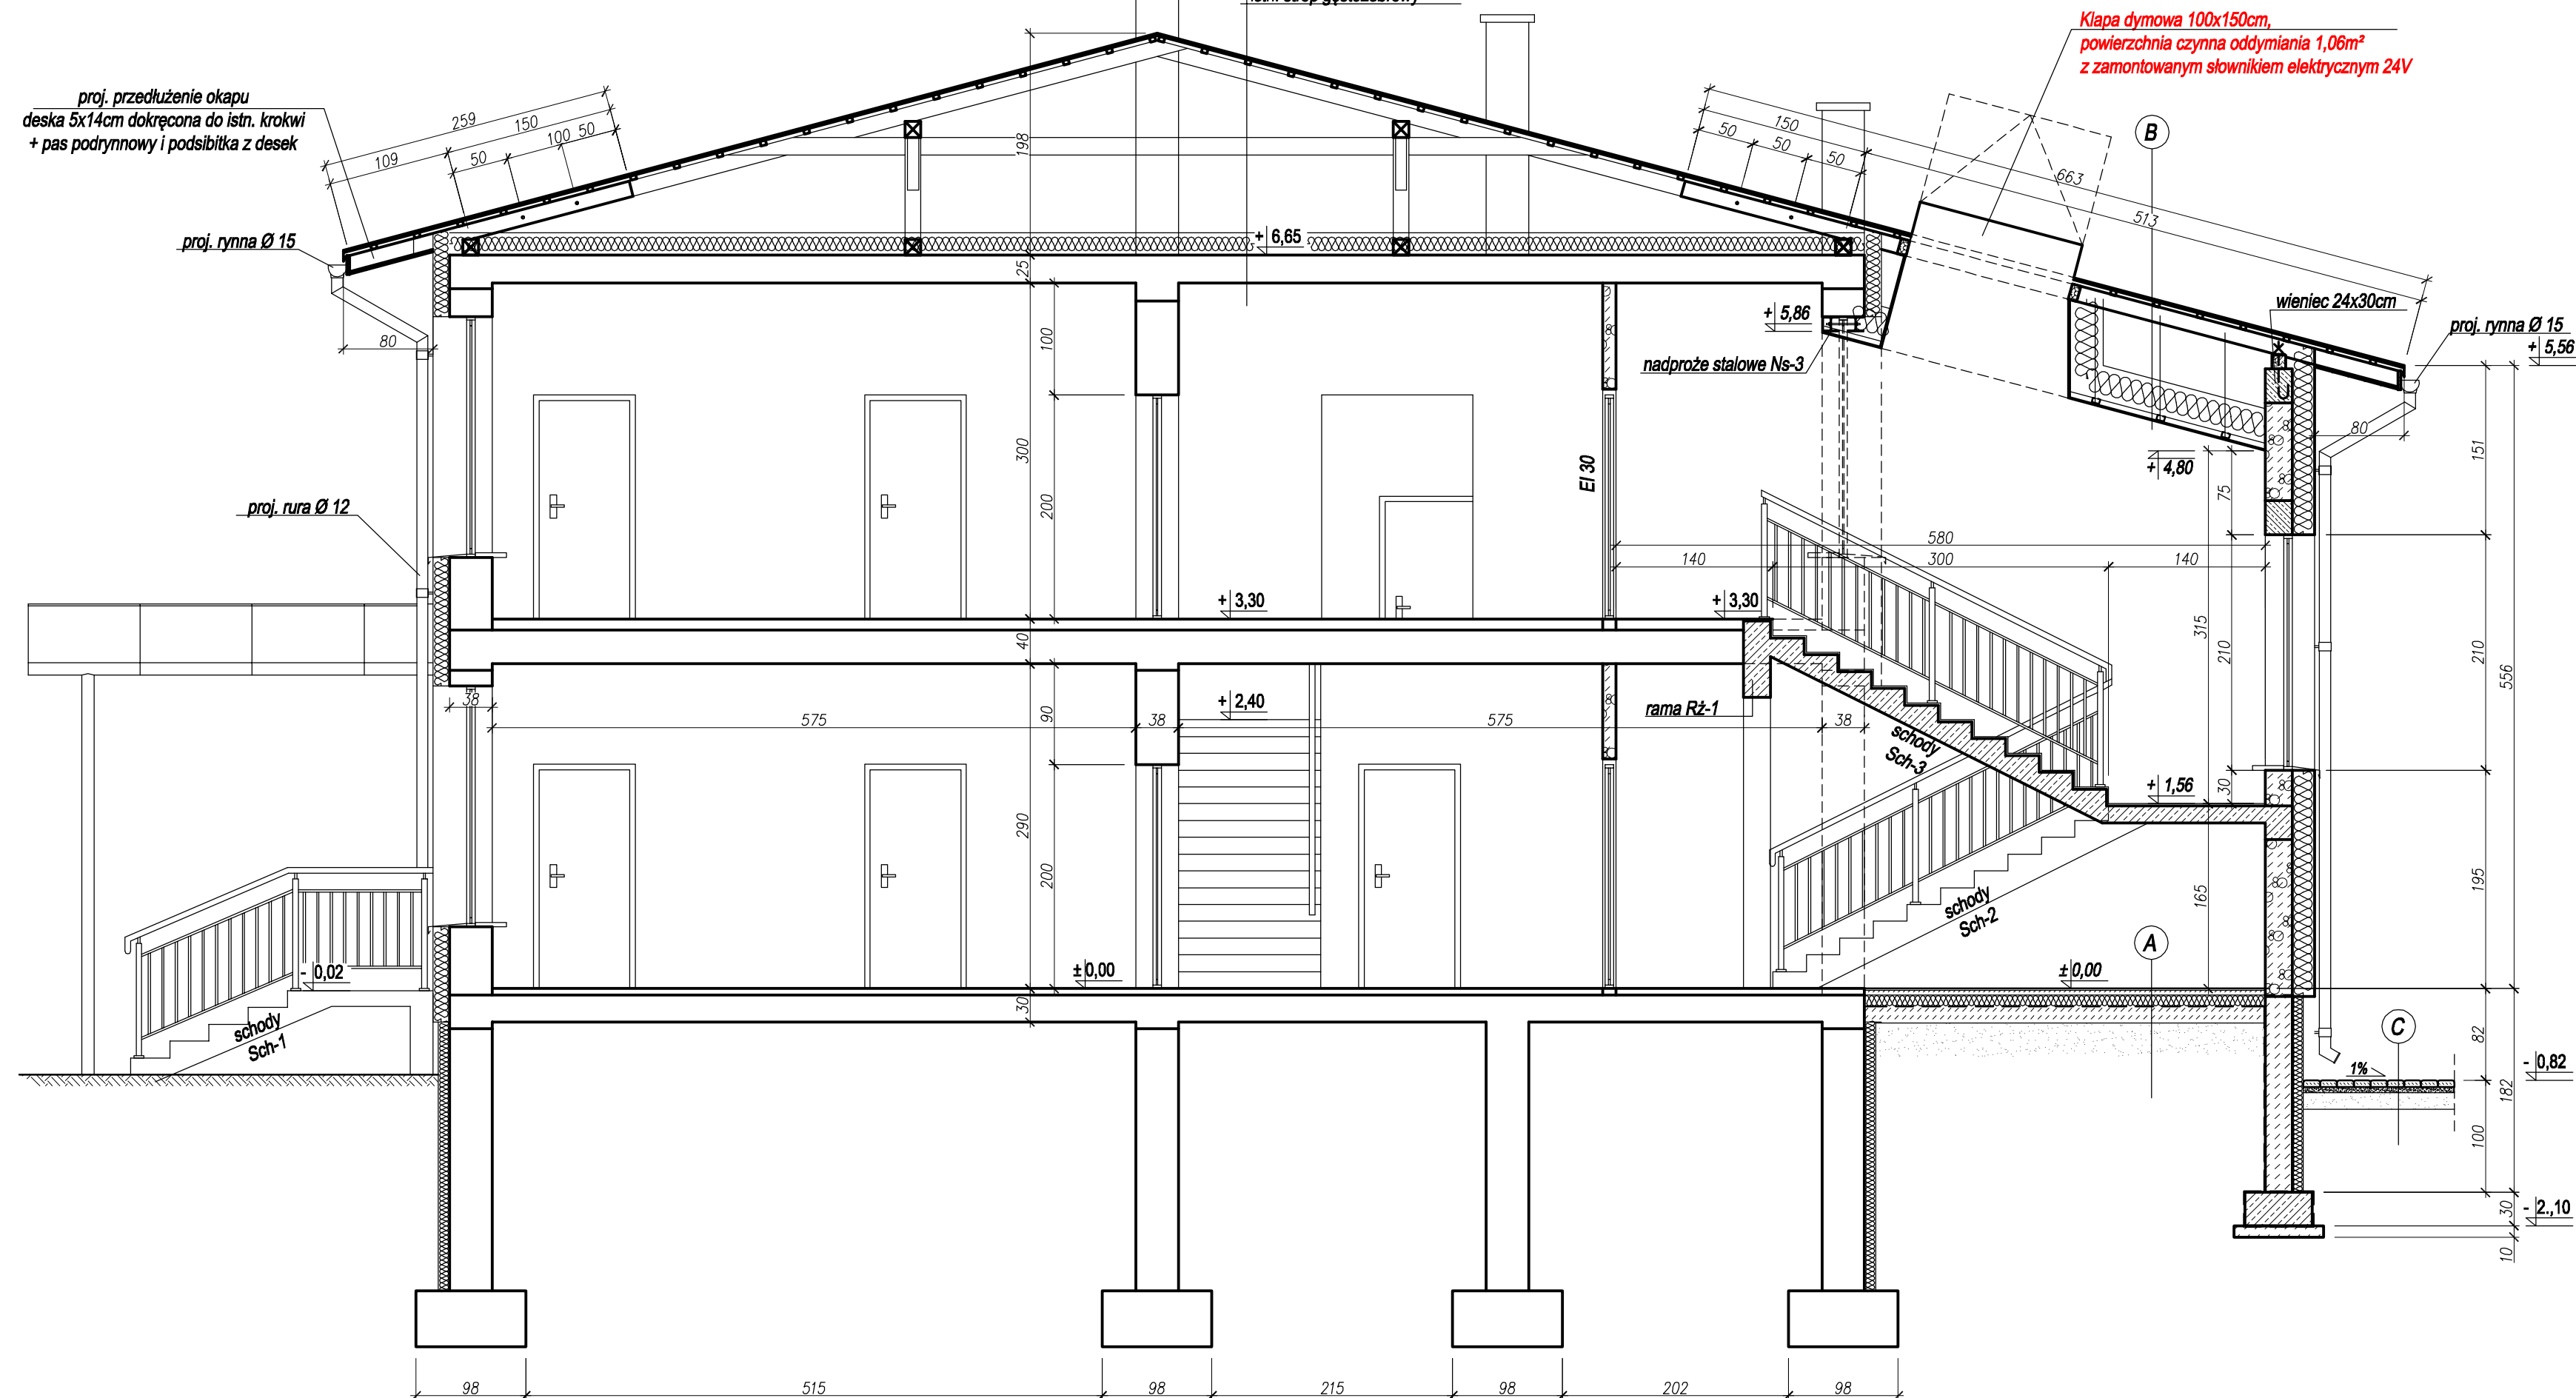 istn. strop gęstożebrowy
Klapa dymowa 100x150cm,
powierzchnia czynna oddymiania 1,06m²
z zamontowanym słownikiem elektrycznym 24V
proj. przedłużenie okapu
deska 5x14cm dokręcona do istn. krokwi
+ pas podrynnowy i podsibitka z desek
259
150
100
50
109
50
198
150
50
50
50
663
513
B
proj. rynna Ø 15
+ 6,65
25
wieniec 24x30cm
proj. rynna Ø 15
+ 5,56
+ 5,86
nadproże stalowe Ns-3
80
100
300
200
EI 30
80
+ 4,80
151
75
proj. rura Ø 12
580
140
300
140
+ 3,30
+ 3,30
40
315
210
210
556
38
+ 2,40
90
575
38
575
38
rama Rż-1
schody
Sch-3
+ 1,56
30
290
200
165
195
schody
Sch-2
A
- 0,02
± 0,00
± 0,00
30
schody
Sch-1
C
82
1%
- 0,82
182
100
30
- 2.,10
10
98
515
98
215
98
202
98